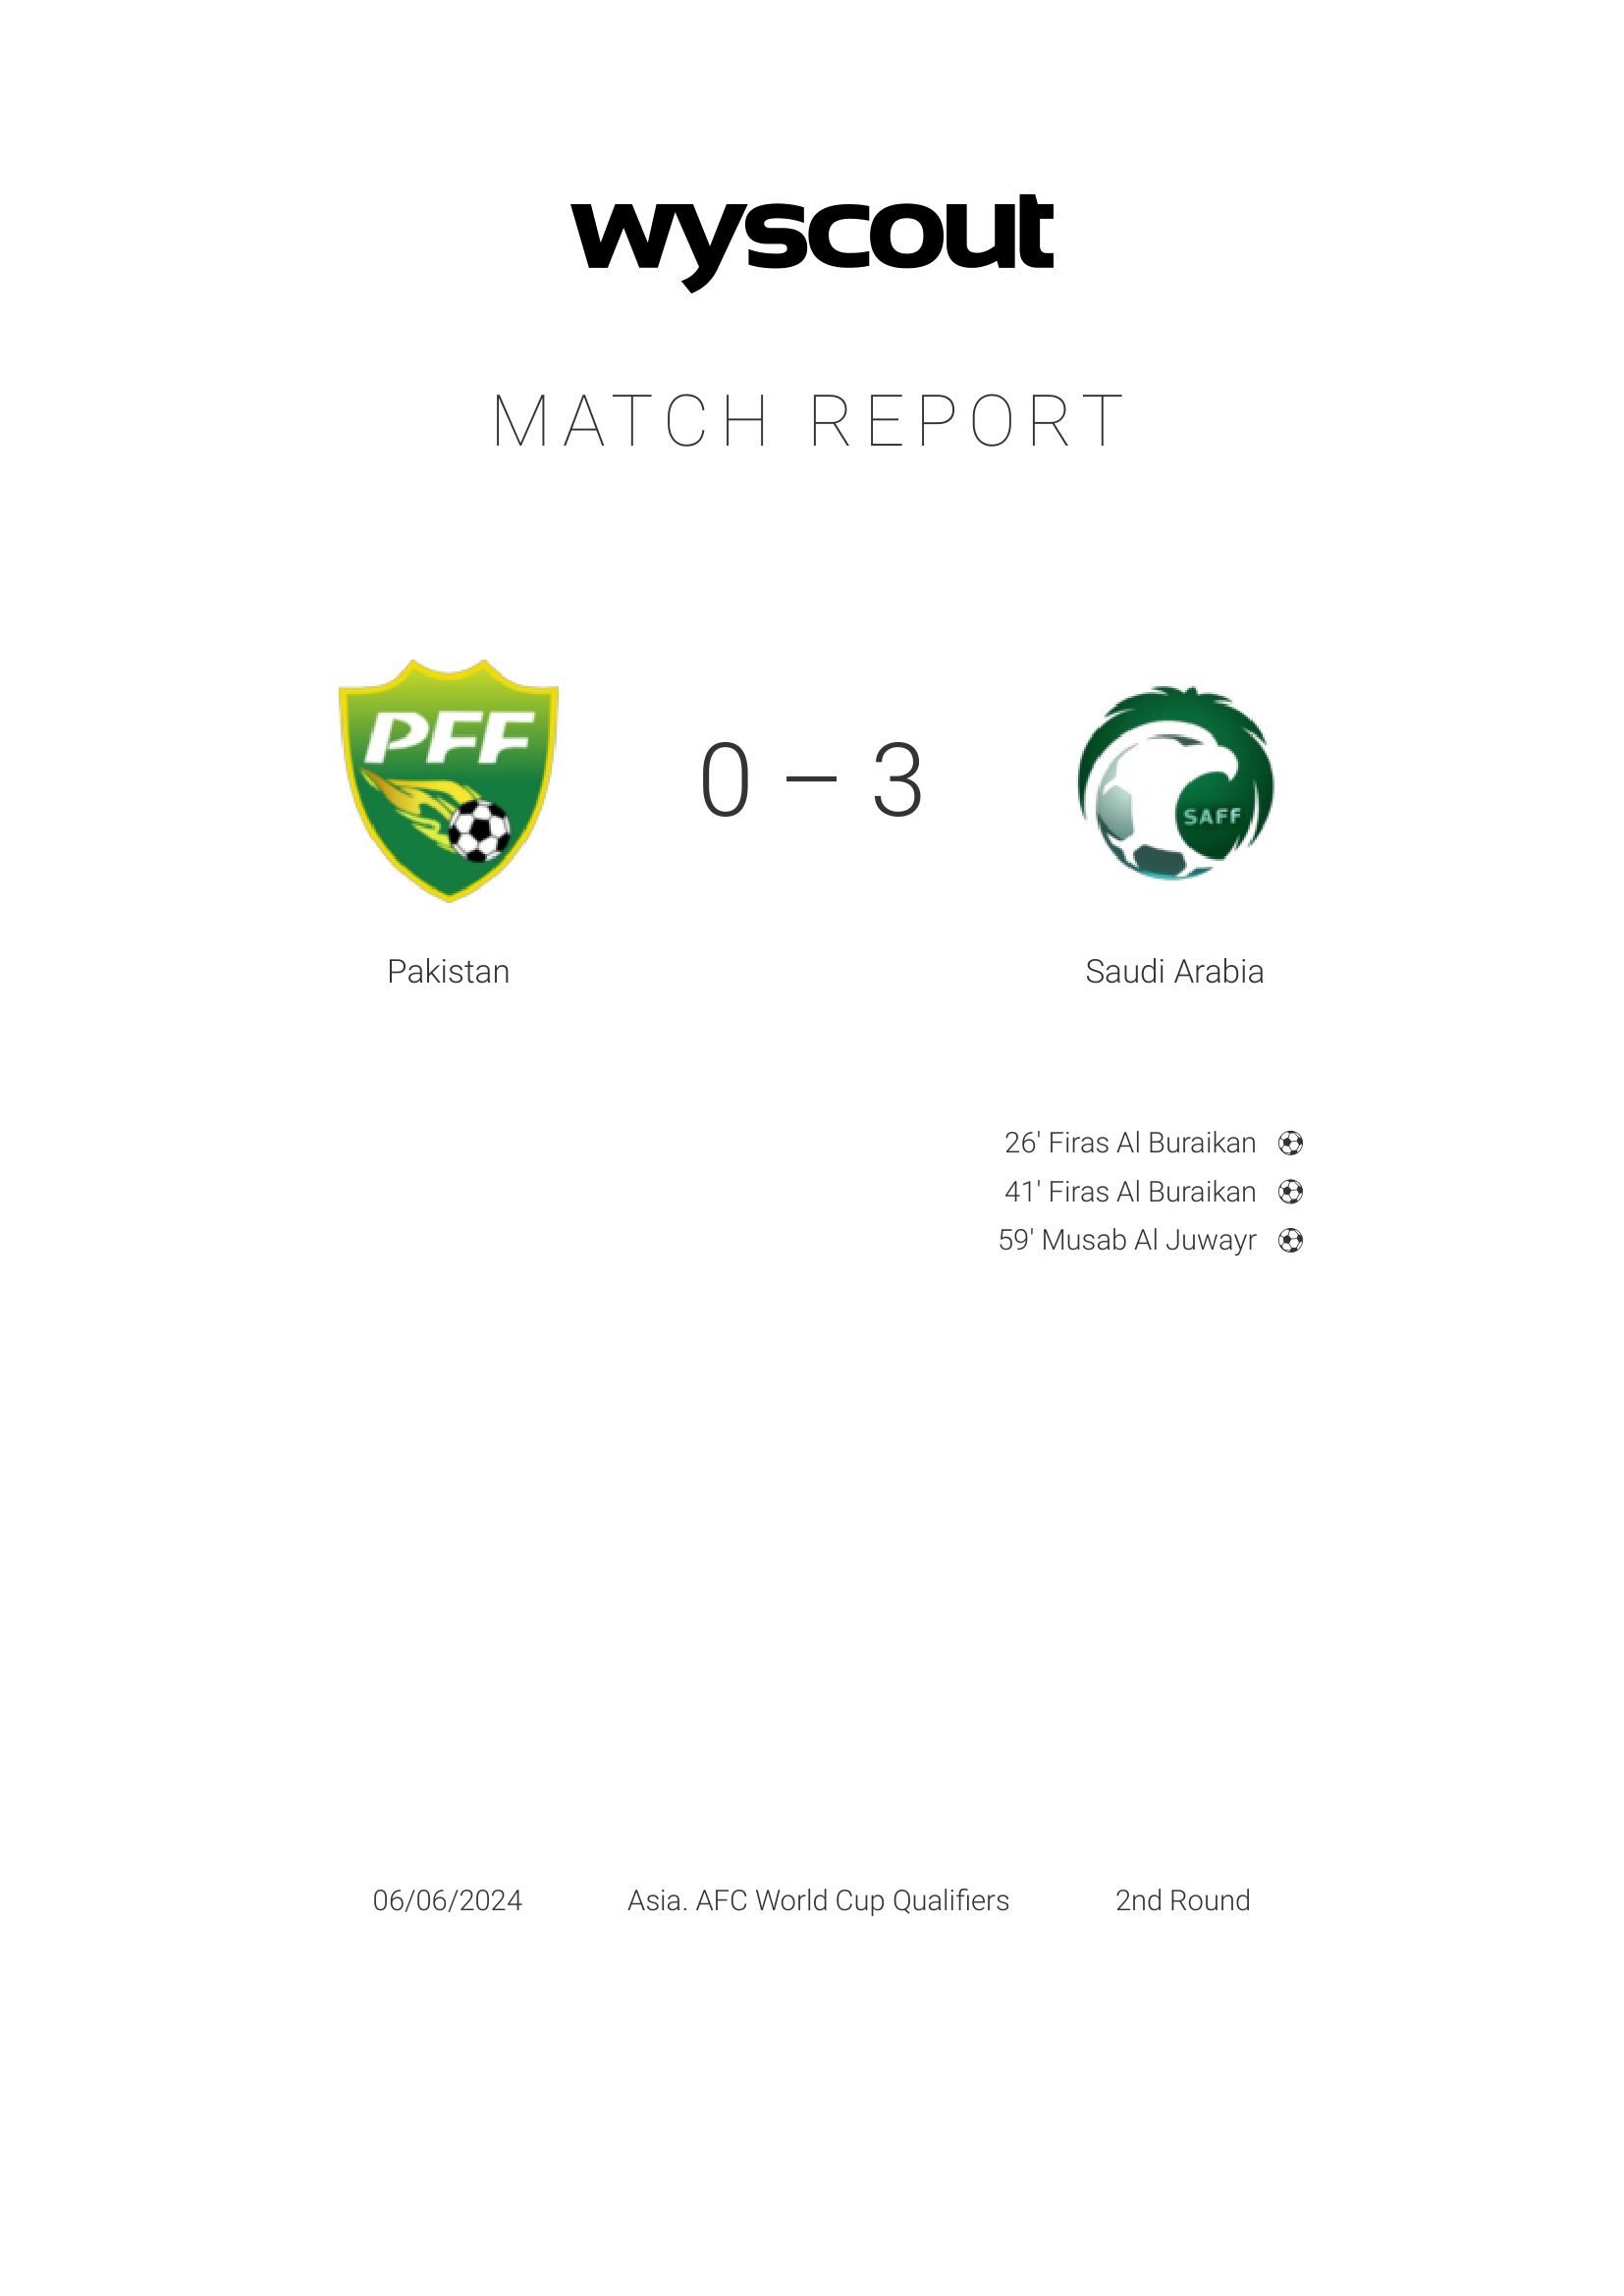 wyscout
MATCH REPORT
PFF
0 – 3
SAFF
Pakistan
Saudi Arabia
26' Firas Al Buraikan
41' Firas Al Buraikan
59' Musab Al Juwayr
06/06/2024 Asia. AFC World Cup Qualifiers 2nd Round